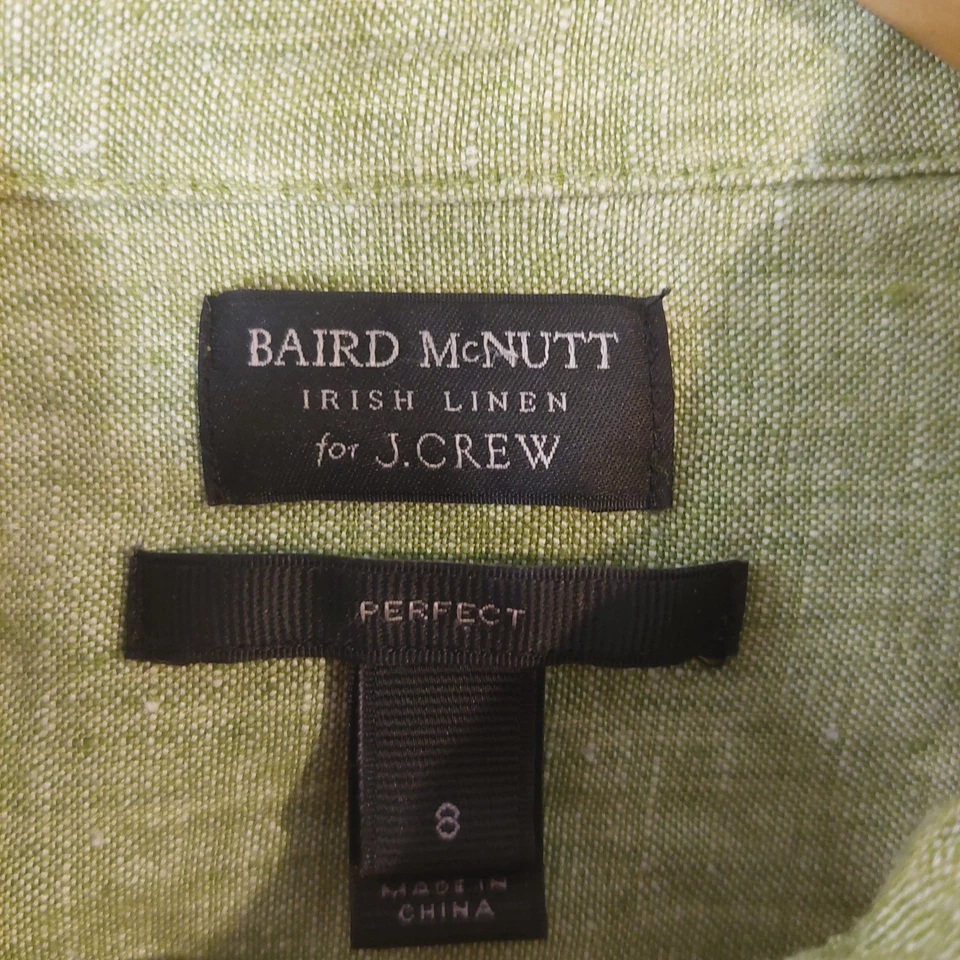 BAIRD McNUTT
IRISH LINEN
for J.CREW
PERFECT
8
MADE IN
CHINA